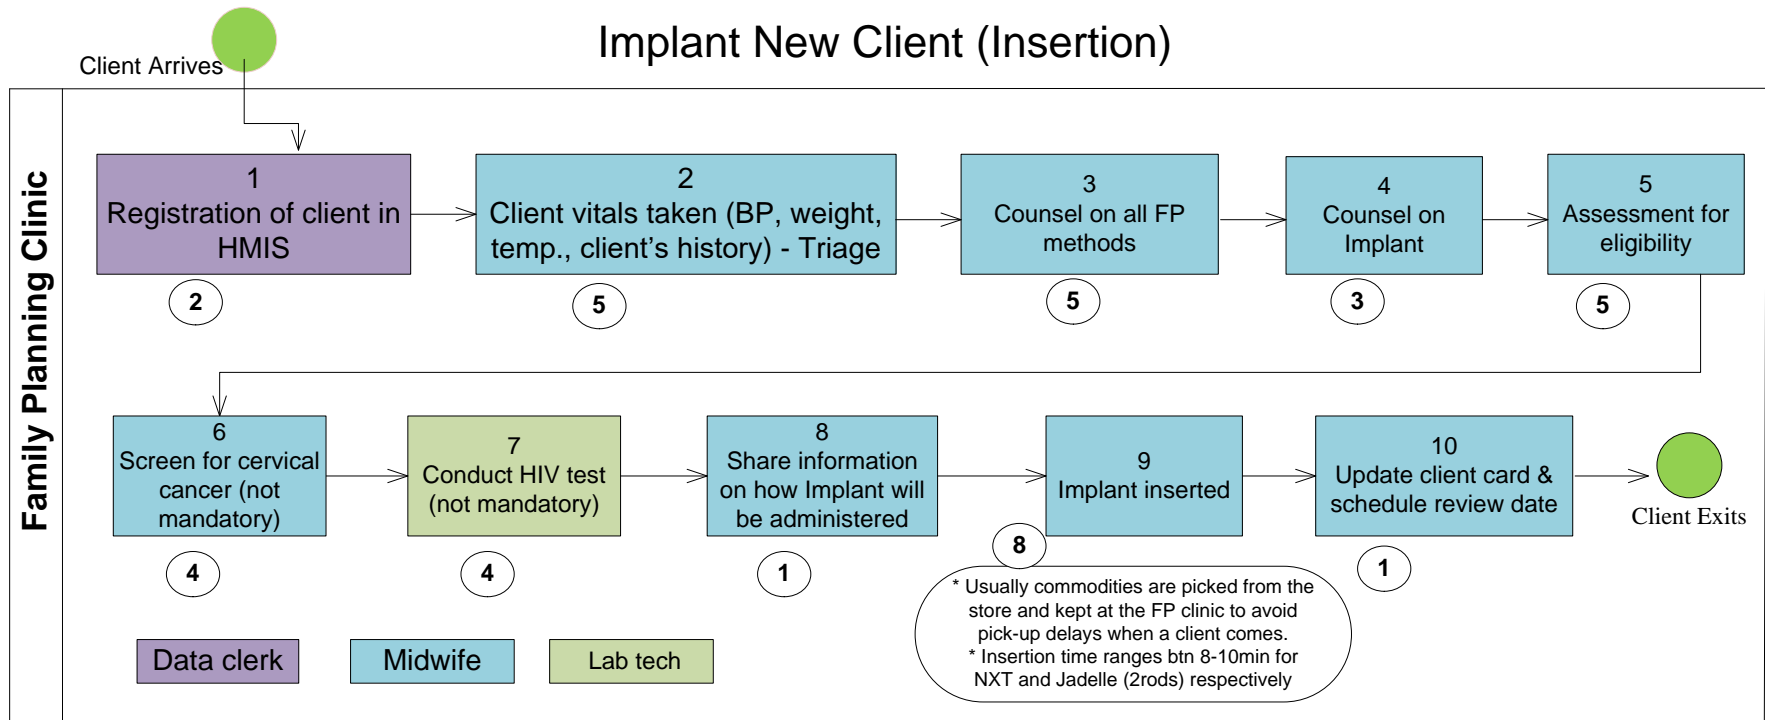 Implant New Client (Insertion)
Client Arrives
Family Planning Clinic
1
Registration of client in
HMIS
2
2
Client vitals taken (BP, weight,
temp., client's history) - Triage
5
3
Counsel on all FP
methods
5
4
Counsel on
Implant
3
5
Assessment for
eligibility
5
6
Screen for cervical
cancer (not
mandatory)
4
7
Conduct HIV test
(not mandatory)
4
8
Share information
on how Implant will
be administered
1
9
Implant inserted
8
* Usually commodities are picked from the
store and kept at the FP clinic to avoid
pick-up delays when a client comes.
* Insertion time ranges btn 8-10min for
NXT and Jadelle (2rods) respectively
10
Update client card &
schedule review date
1
Client Exits
Data clerk
Midwife
Lab tech